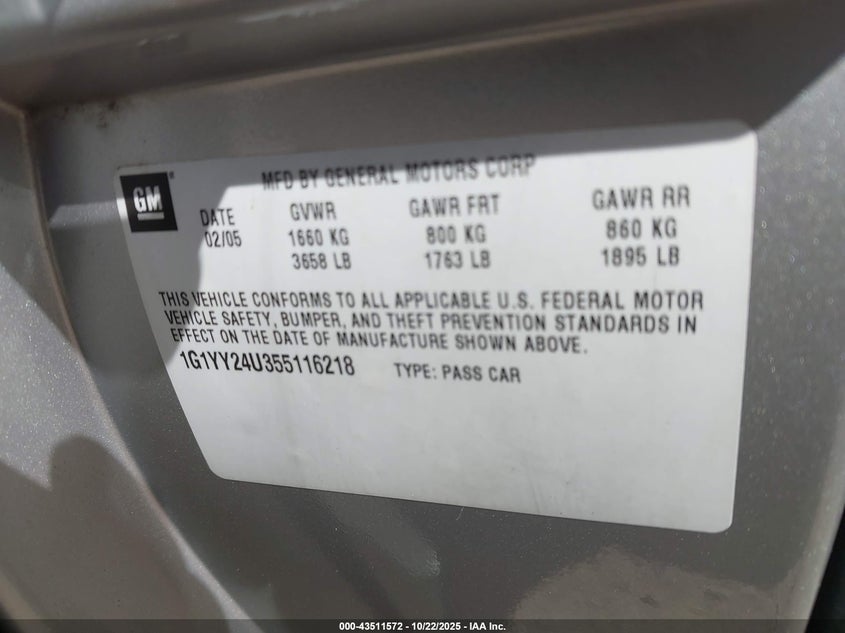 GM
MFD BY GENERAL MOTORS CORP
DATE GVWR GAWR FRT GAWR RR
02/05 1660 KG 800 KG 860 KG
3658 LB 1763 LB 1895 LB
THIS VEHICLE CONFORMS TO ALL APPLICABLE U.S. FEDERAL MOTOR
VEHICLE SAFETY, BUMPER, AND THEFT PREVENTION STANDARDS IN
EFFECT ON THE DATE OF MANUFACTURE SHOWN ABOVE.
1G1YY24U355116218 TYPE: PASS CAR
000-43511572 - 10/22/2025 - IAA Inc.